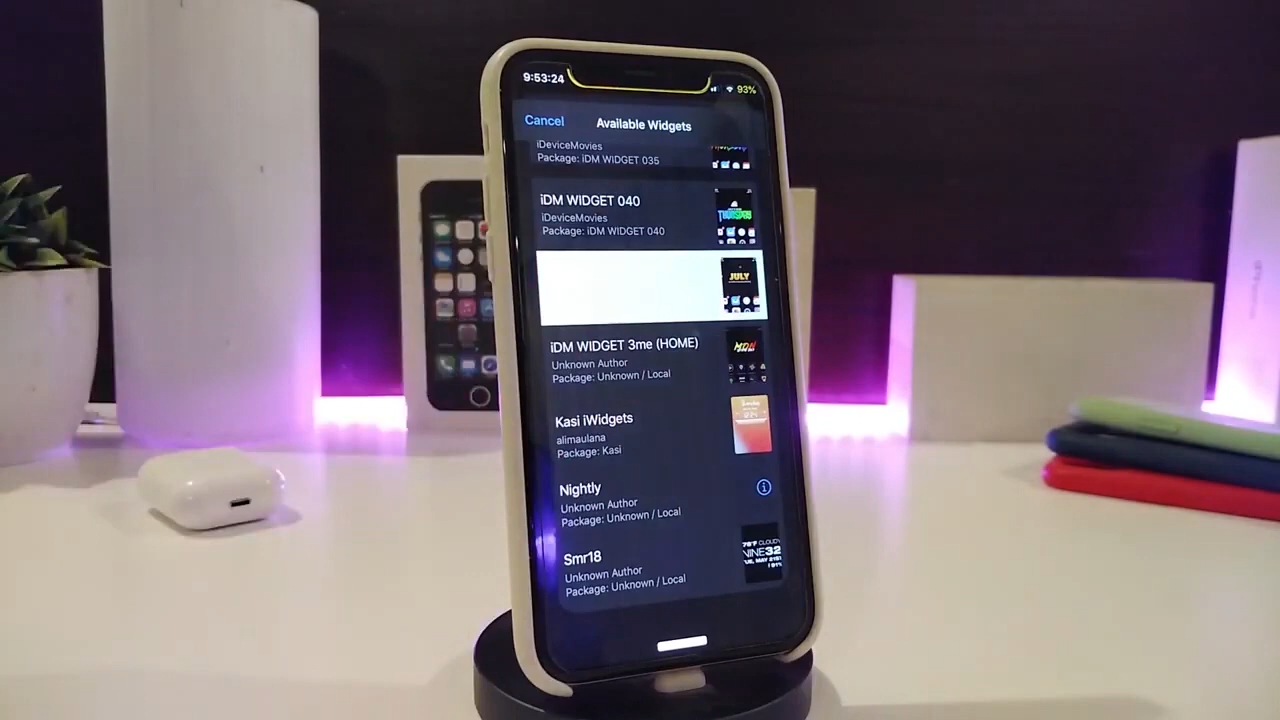 9:53:24
93%
Cancel
Available Widgets
iDeviceMovies
Package: iDM WIDGET 035
iDM WIDGET 040
iDeviceMovies
Package: iDM WIDGET 040
JULY
iDM WIDGET 3me (HOME)
Unknown Author
Package: Unknown / Local
MON
Kasi iWidgets
alimaulana
Package: Kasi
Nightly
Unknown Author
Package: Unknown / Local
Smr18
Unknown Author
Package: Unknown / Local
NINE32